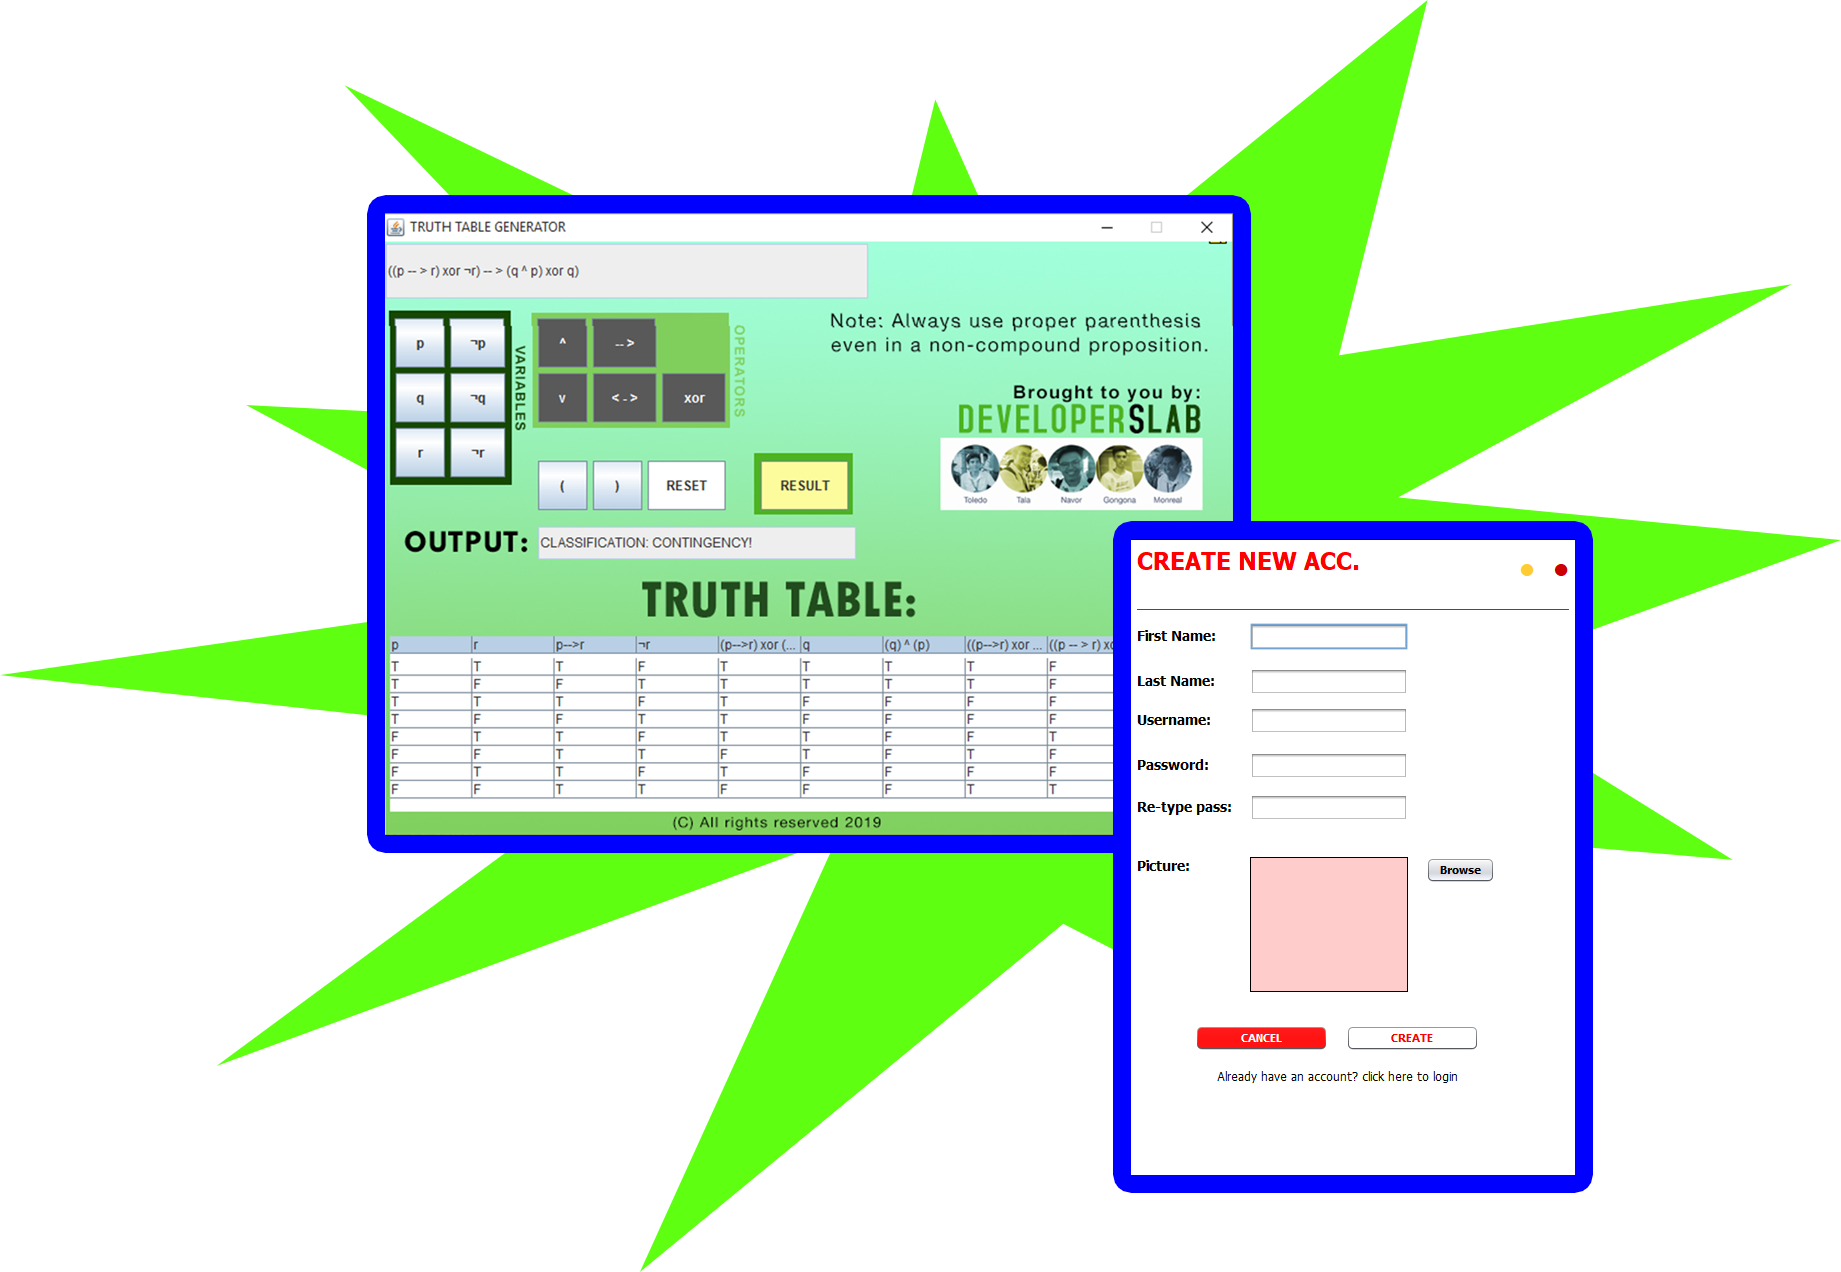 TRUTH TABLE GENERATOR
((p -- > r) xor ¬r) -- > (q ^ p) xor q)
p ¬p
q ¬q
r ¬r
VARIABLES
^ -- >
v < - > xor
OPERATORS
( ) RESET RESULT
Note: Always use proper parenthesis
even in a non-compound proposition.
Brought to you by:
DEVELOPERSLAB
Toledo Tala Navor Gongona Monreal
OUTPUT: CLASSIFICATION: CONTINGENCY!
TRUTH TABLE:
p r p-->r ¬r (p-->r) xor (... q (q) ^ (p) ((p-->r) xor ... ((p -- > r) xo
T T T F T T T T F
T F F T T T T T F
T T T F T F F F F
T F F T T F F F F
F T T F T T F F T
F F T T F T F T F
F T T F T F F F F
F F T T F F F T T
(C) All rights reserved 2019
CREATE NEW ACC.
First Name:
Last Name:
Username:
Password:
Re-type pass:
Picture:
Browse
CANCEL CREATE
Already have an account? click here to login